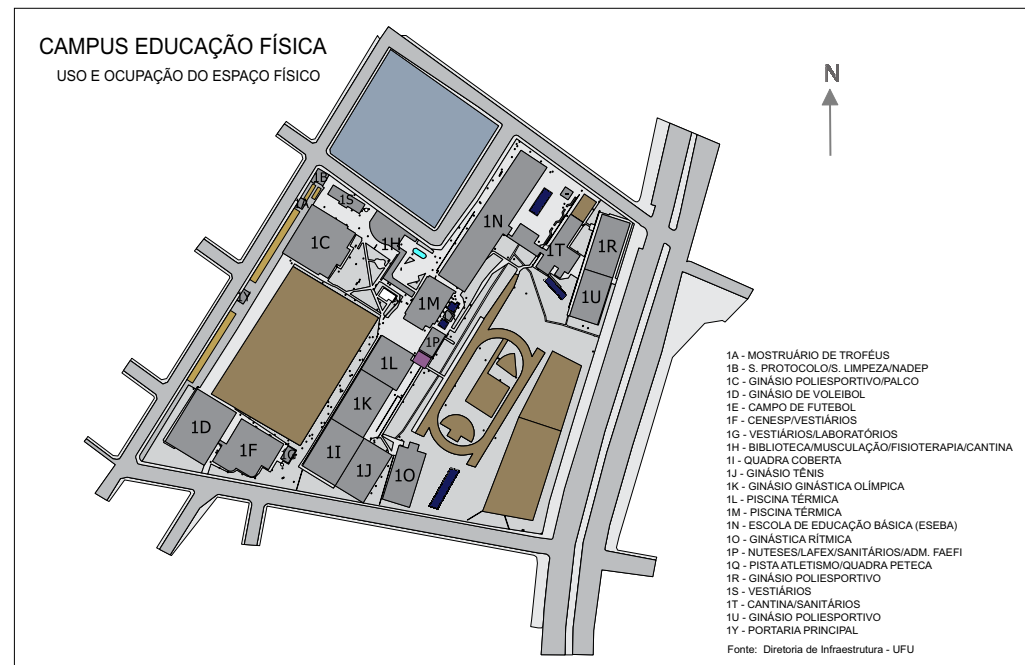 CAMPUS EDUCAÇÃO FÍSICA
USO E OCUPAÇÃO DO ESPAÇO FÍSICO
N
1B
1S
1A
1C
1H
1N
1T
1R
1U
1Y
1M
1P
1L
1K
1D
1F
1G
1I
1J
1O
1A - MOSTRUÁRIO DE TROFÉUS
1B - S. PROTOCOLO/S. LIMPEZA/NADEP
1C - GINÁSIO POLIESPORTIVO/PALCO
1D - GINÁSIO DE VOLEIBOL
1E - CAMPO DE FUTEBOL
1F - CENESP/VESTIÁRIOS
1G - VESTIÁRIOS/LABORATÓRIOS
1H - BIBLIOTECA/MUSCULAÇÃO/FISIOTERAPIA/CANTINA
1I - QUADRA COBERTA
1J - GINÁSIO TÊNIS
1K - GINÁSIO GINÁSTICA OLÍMPICA
1L - PISCINA TÉRMICA
1M - PISCINA TÉRMICA
1N - ESCOLA DE EDUCAÇÃO BÁSICA (ESEBA)
1O - GINÁSTICA RÍTMICA
1P - NUTESES/LAFEX/SANITÁRIOS/ADM. FAEFI
1Q - PISTA ATLETISMO/QUADRA PETECA
1R - GINÁSIO POLIESPORTIVO
1S - VESTIÁRIOS
1T - CANTINA/SANITÁRIOS
1U - GINÁSIO POLIESPORTIVO
1Y - PORTARIA PRINCIPAL
Fonte: Diretoria de Infraestrutura - UFU